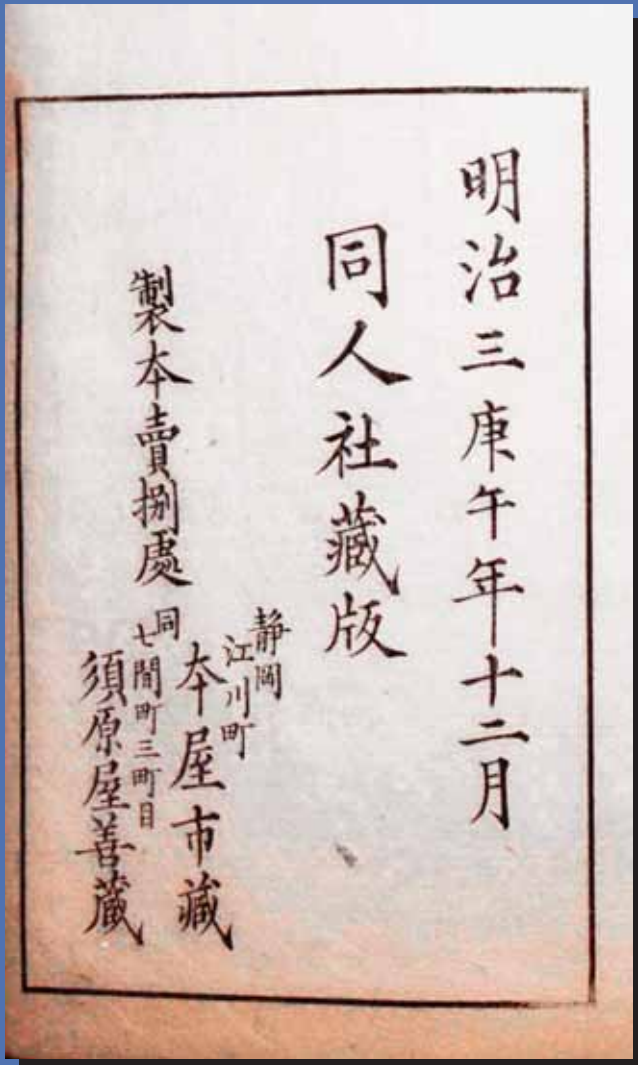 明治三庚午年十二月
同人社藏版
製本賣捌處
静岡
江川町
本屋市藏
同
七間町三町目
須原屋善藏